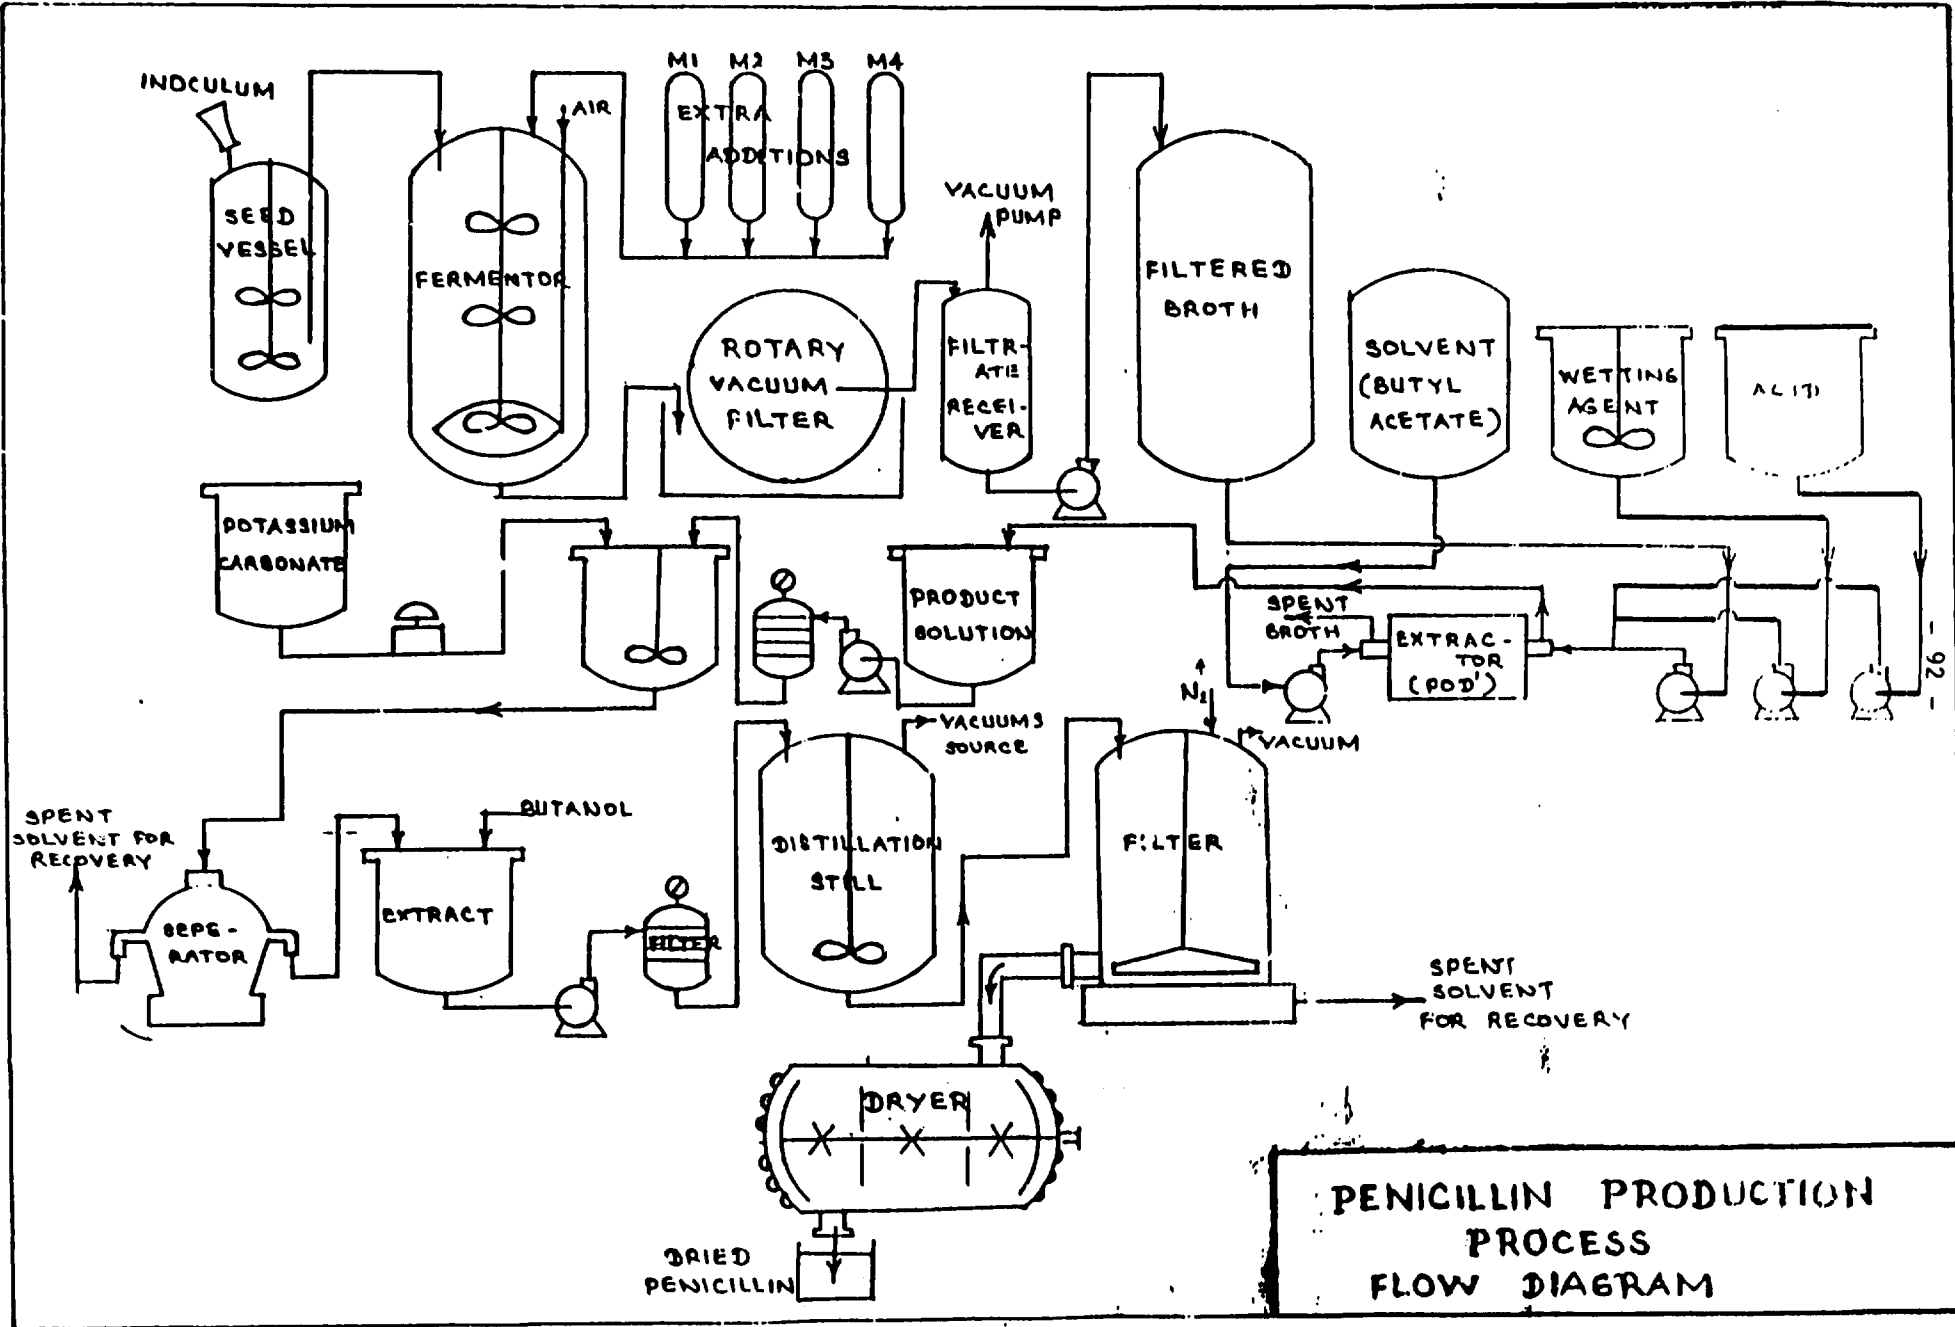 INOCULUM
SEED
VESSEL
FERMENTOR
AIR
M1 M2 M3 M4
EXTRA
ADDITIONS
ROTARY
VACUUM
FILTER
VACUUM
PUMP
FILTR-
ATE
RECEI-
VER
FILTERED
BROTH
SOLVENT
(BUTYL
ACETATE)
WETTING
AGENT
ACID
POTASSIUM
CARBONATE
PRODUCT
SOLUTION
SPENT
BROTH
EXTRAC-
TOR
(POD')
- 92 -
N2
VACUUM
VACUUMS
SOURCE
SPENT
SOLVENT FOR
RECOVERY
SEPE-
RATOR
BUTANOL
EXTRACT
FILTER
DISTILLATION
STILL
FILTER
SPENT
SOLVENT
FOR RECOVERY
DRYER
DRIED
PENICILLIN
PENICILLIN PRODUCTION
PROCESS
FLOW DIAGRAM